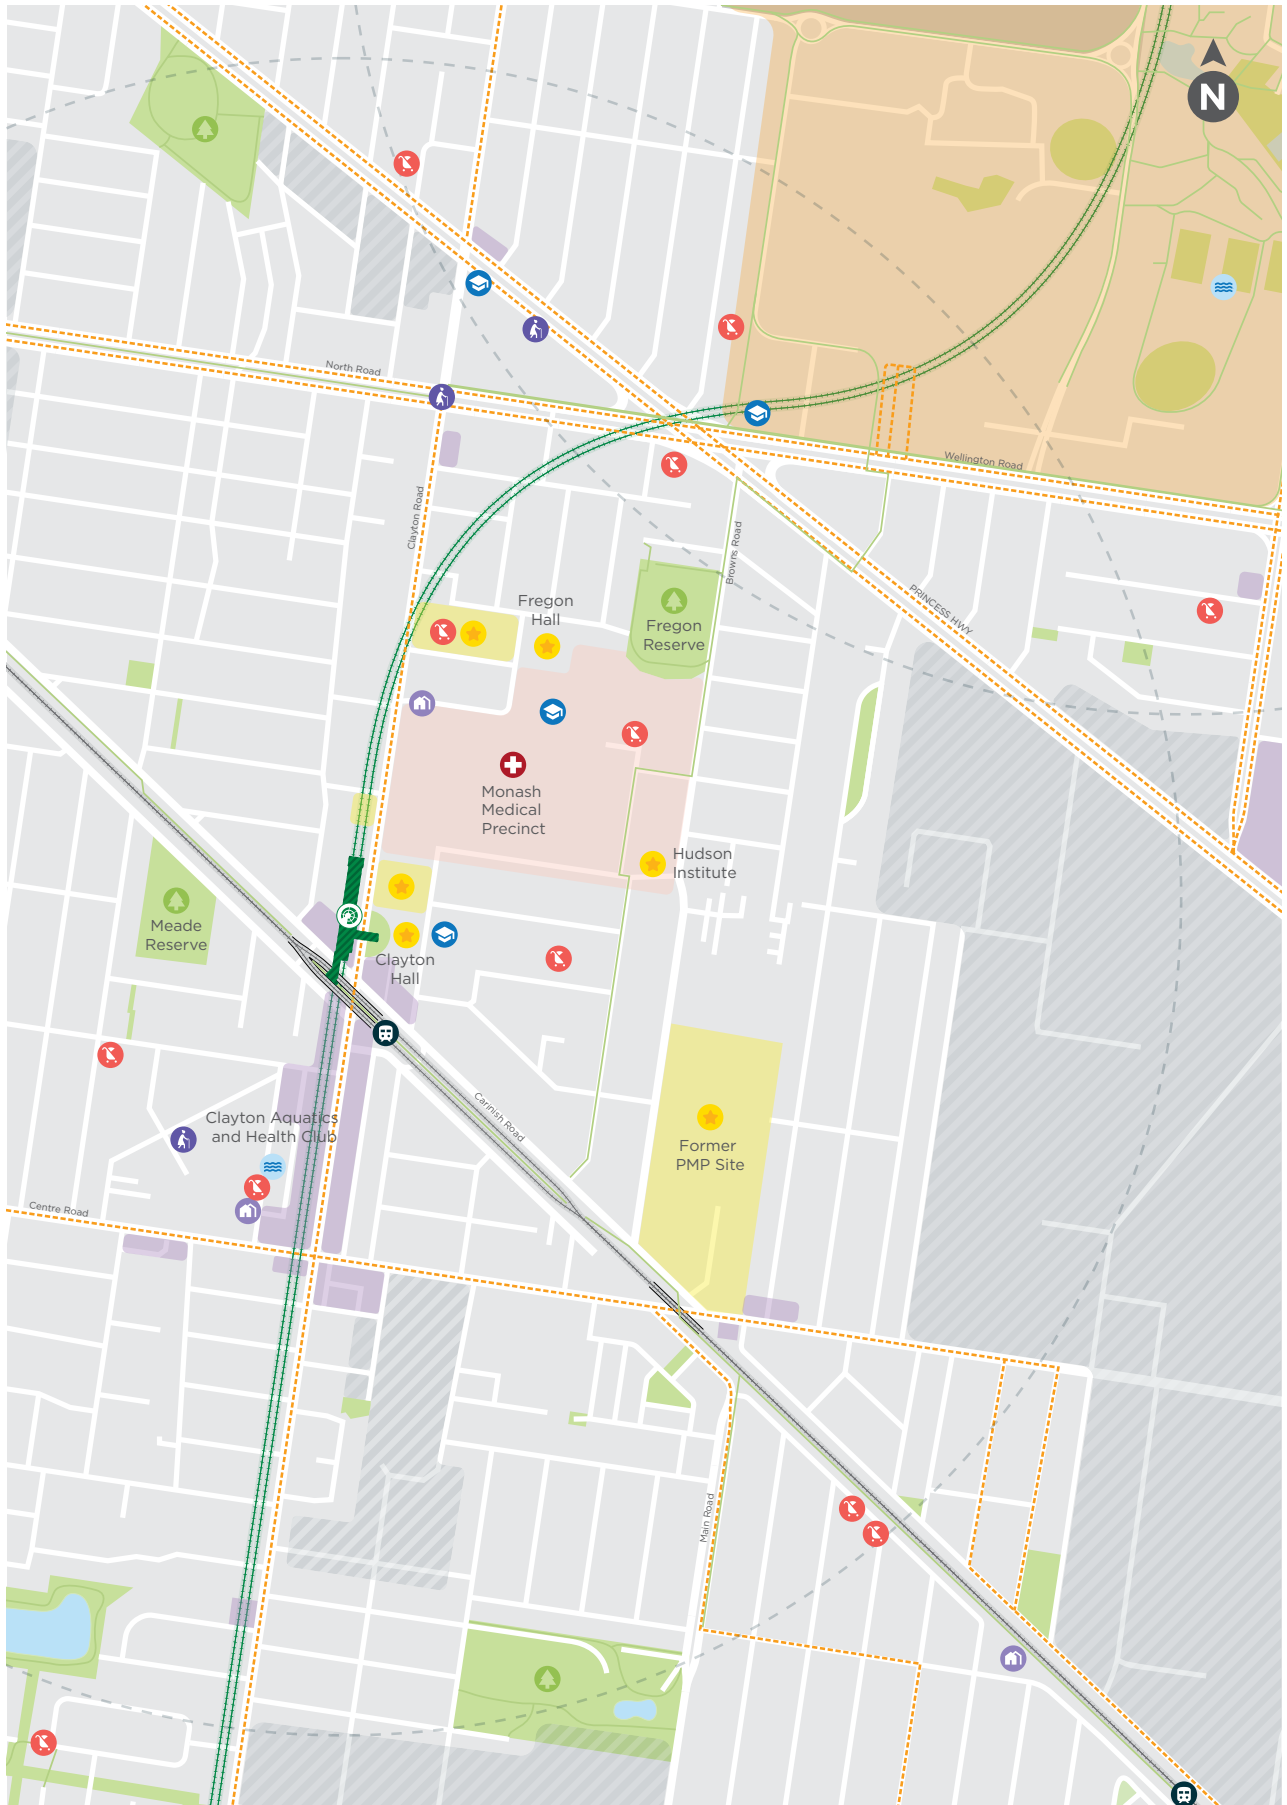 N
North Road
Wellington Road
Clayton Road
Browns Road
PRINCESS HWY
Fregon
Hall
Fregon
Reserve
Monash
Medical
Precinct
Hudson
Institute
Meade
Reserve
Clayton
Hall
Carinish Road
Clayton Aquatics
and Health Club
Former
PMP Site
Centre Road
Main Road